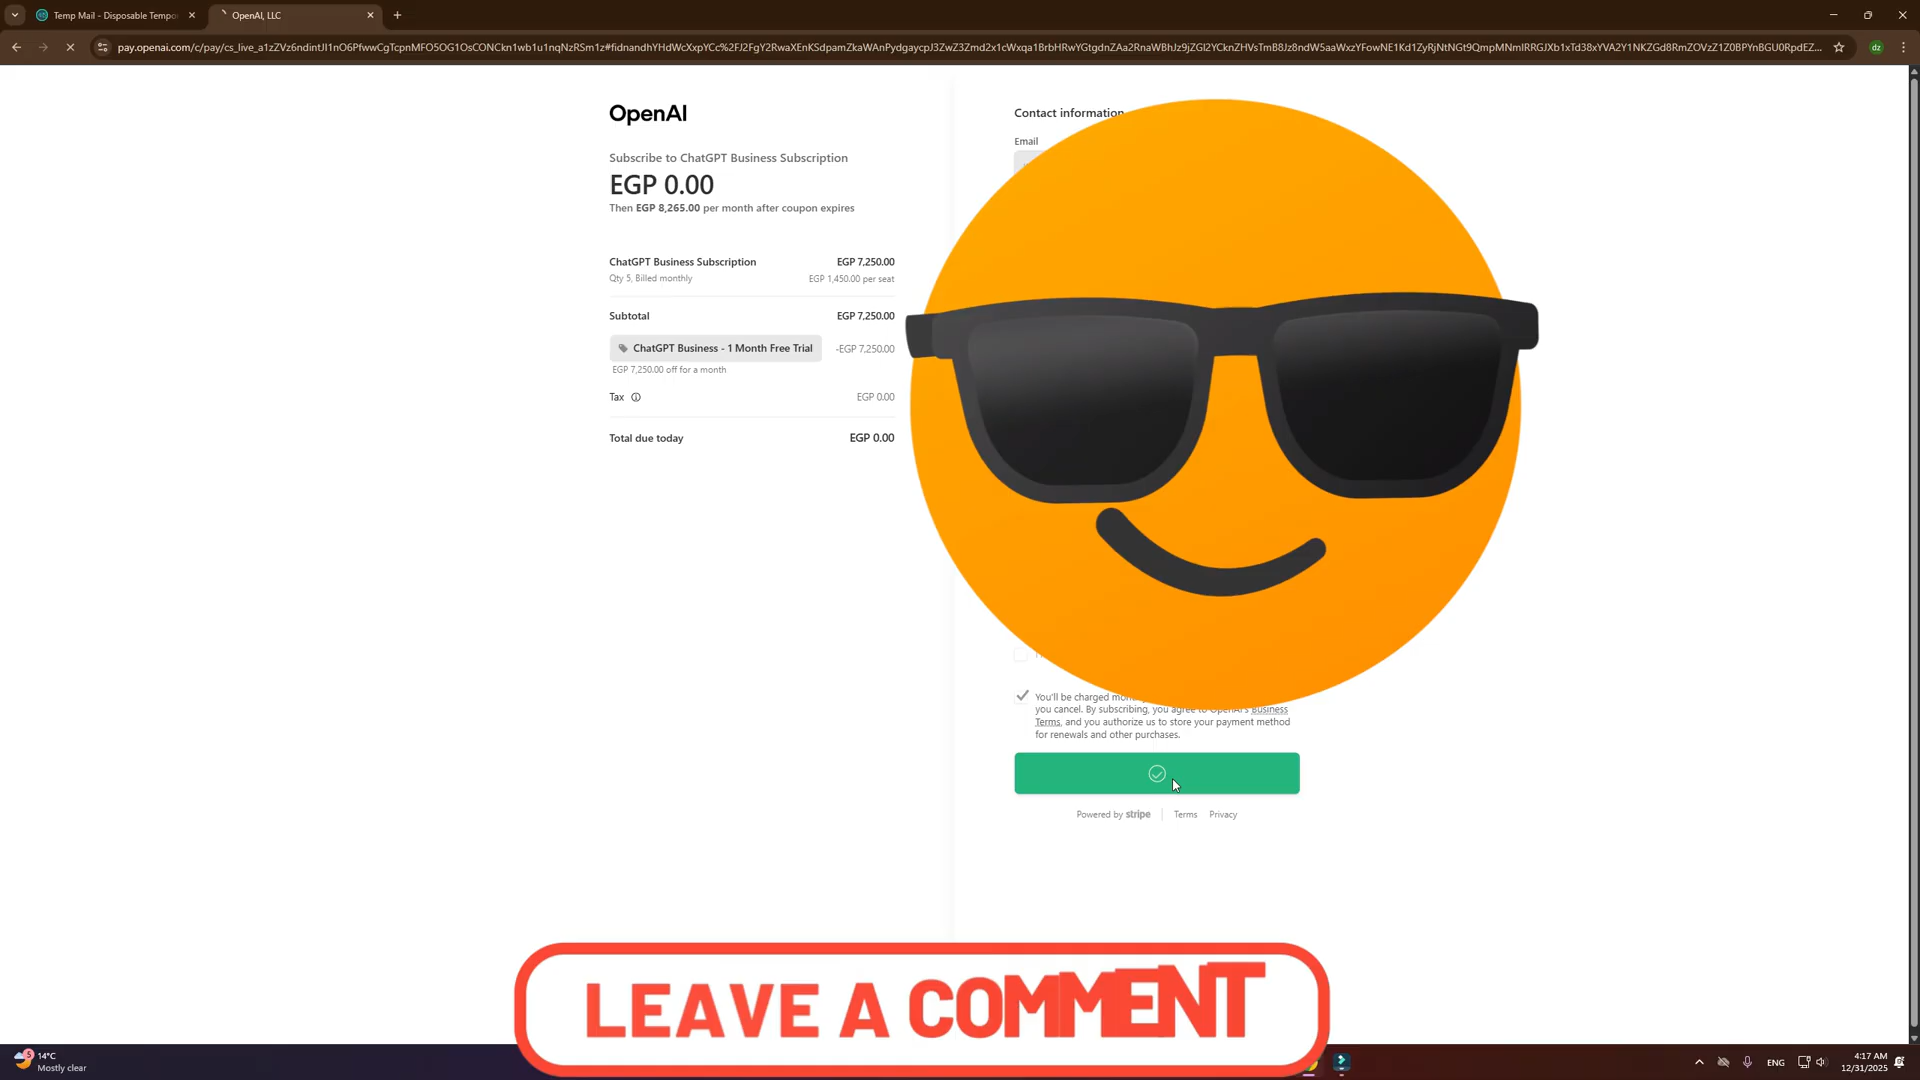 Temp Mail - Disposable Tempo
OpenAI, LLC
OpenAI
Subscribe to ChatGPT Business Subscription
EGP 0.00
Then EGP 8,265.00 per month after coupon expires
ChatGPT Business Subscription EGP 7,250.00
Qty 5, Billed monthly EGP 1,450.00 per seat
Subtotal EGP 7,250.00
ChatGPT Business - 1 Month Free Trial -EGP 7,250.00
EGP 7,250.00 off for a month
Tax EGP 0.00
Total due today EGP 0.00
Contact information
Email
You'll be charged
you cancel. By subscribing, you agree to OpenAI's Business
Terms, and you authorize us to store your payment method
for renewals and other purchases.
Powered by stripe Terms Privacy
LEAVE A COMMENT
5
14°C
Mostly clear
ENG
4:17 AM
12/31/2025
dz